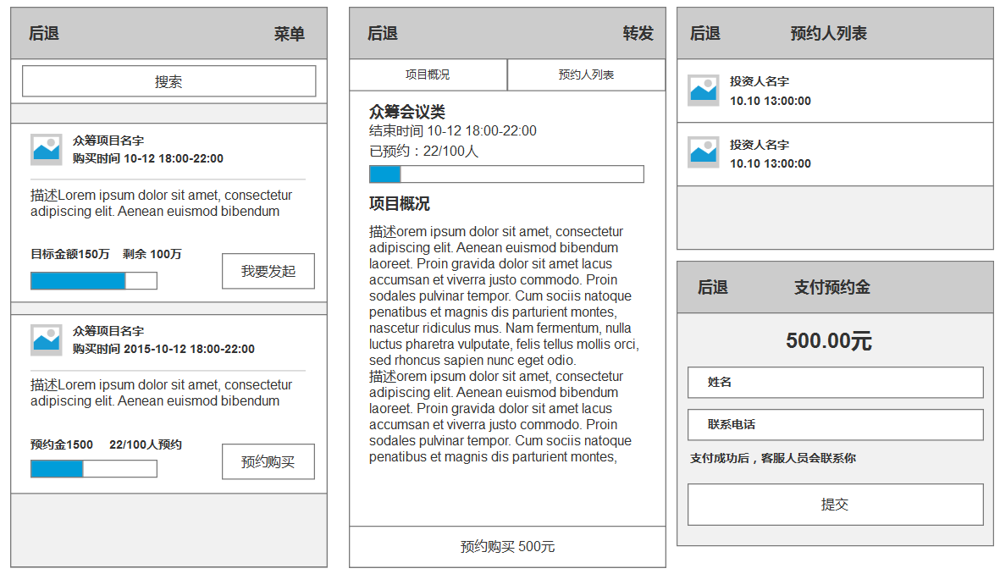 后退
菜单
搜索
众筹项目名字
购买时间 10-12 18:00-22:00
描述Lorem ipsum dolor sit amet, consectetur
adipiscing elit. Aenean euismod bibendum
目标金额150万 剩余 100万
我要发起
众筹项目名字
购买时间 2015-10-12 18:00-22:00
描述Lorem ipsum dolor sit amet, consectetur
adipiscing elit. Aenean euismod bibendum
预约金1500 22/100人预约
预约购买
后退
转发
项目概况
预约人列表
众筹会议类
结束时间 10-12 18:00-22:00
已预约：22/100人
项目概况
描述orem ipsum dolor sit amet, consectetur
adipiscing elit. Aenean euismod bibendum
laoreet. Proin gravida dolor sit amet lacus
accumsan et viverra justo commodo. Proin
sodales pulvinar tempor. Cum sociis natoque
penatibus et magnis dis parturient montes,
nascetur ridiculus mus. Nam fermentum, nulla
luctus pharetra vulputate, felis tellus mollis orci,
sed rhoncus sapien nunc eget odio.
描述orem ipsum dolor sit amet, consectetur
adipiscing elit. Aenean euismod bibendum
laoreet. Proin gravida dolor sit amet lacus
accumsan et viverra justo commodo. Proin
sodales pulvinar tempor. Cum sociis natoque
penatibus et magnis dis parturient montes,
预约购买 500元
后退
预约人列表
投资人名字
10.10 13:00:00
投资人名字
10.10 13:00:00
后退
支付预约金
500.00元
姓名
联系电话
支付成功后，客服人员会联系你
提交